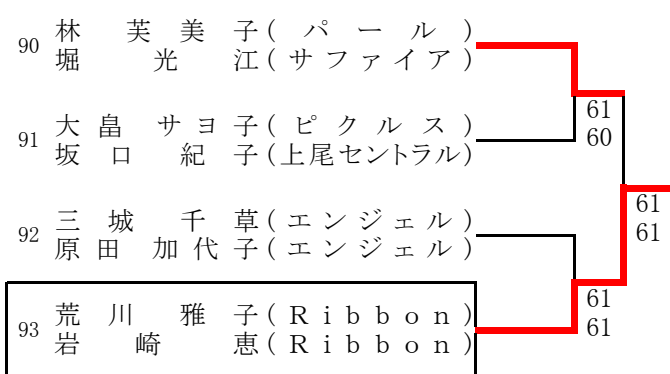 90 林 芙美子(パール)
堀 光江(サファイア)
61
60
91 大畠 サヨ子(ピクルス)
坂口 紀子(上尾セントラル)
61
61
92 三城 千草(エンジェル)
原田 加代子(エンジェル)
61
61
93 荒川 雅子(Ribbon)
岩崎 恵(Ribbon)